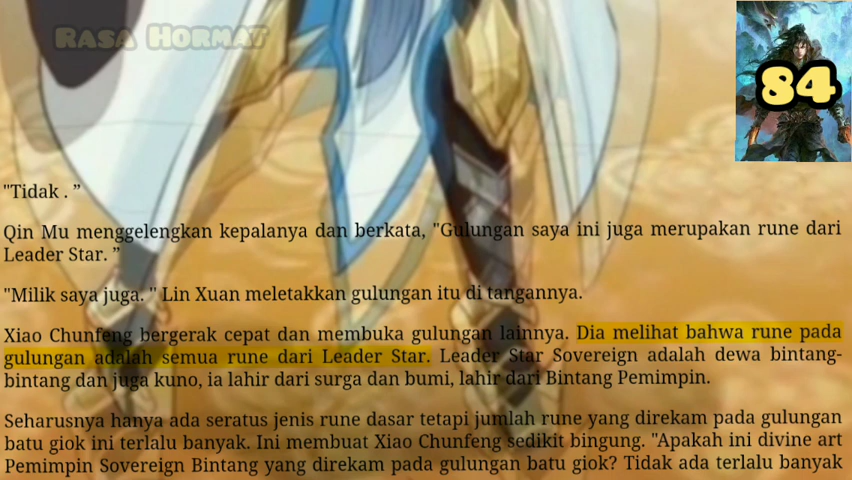 Rasa Hormat
84
"Tidak . ”
Qin Mu menggelengkan kepalanya dan berkata, "Gulungan saya ini juga merupakan rune dari
Leader Star. ”
"Milik saya juga. " Lin Xuan meletakkan gulungan itu di tangannya.
Xiao Chunfeng bergerak cepat dan membuka gulungan lainnya. Dia melihat bahwa rune pada
gulungan adalah semua rune dari Leader Star. Leader Star Sovereign adalah dewa bintang-
bintang dan juga kuno, ia lahir dari surga dan bumi, lahir dari Bintang Pemimpin.
Seharusnya hanya ada seratus jenis rune dasar tetapi jumlah rune yang direkam pada gulungan
batu giok ini terlalu banyak. Ini membuat Xiao Chunfeng sedikit bingung. "Apakah ini divine art
Pemimpin Sovereign Bintang yang direkam pada gulungan batu giok? Tidak ada terlalu banyak